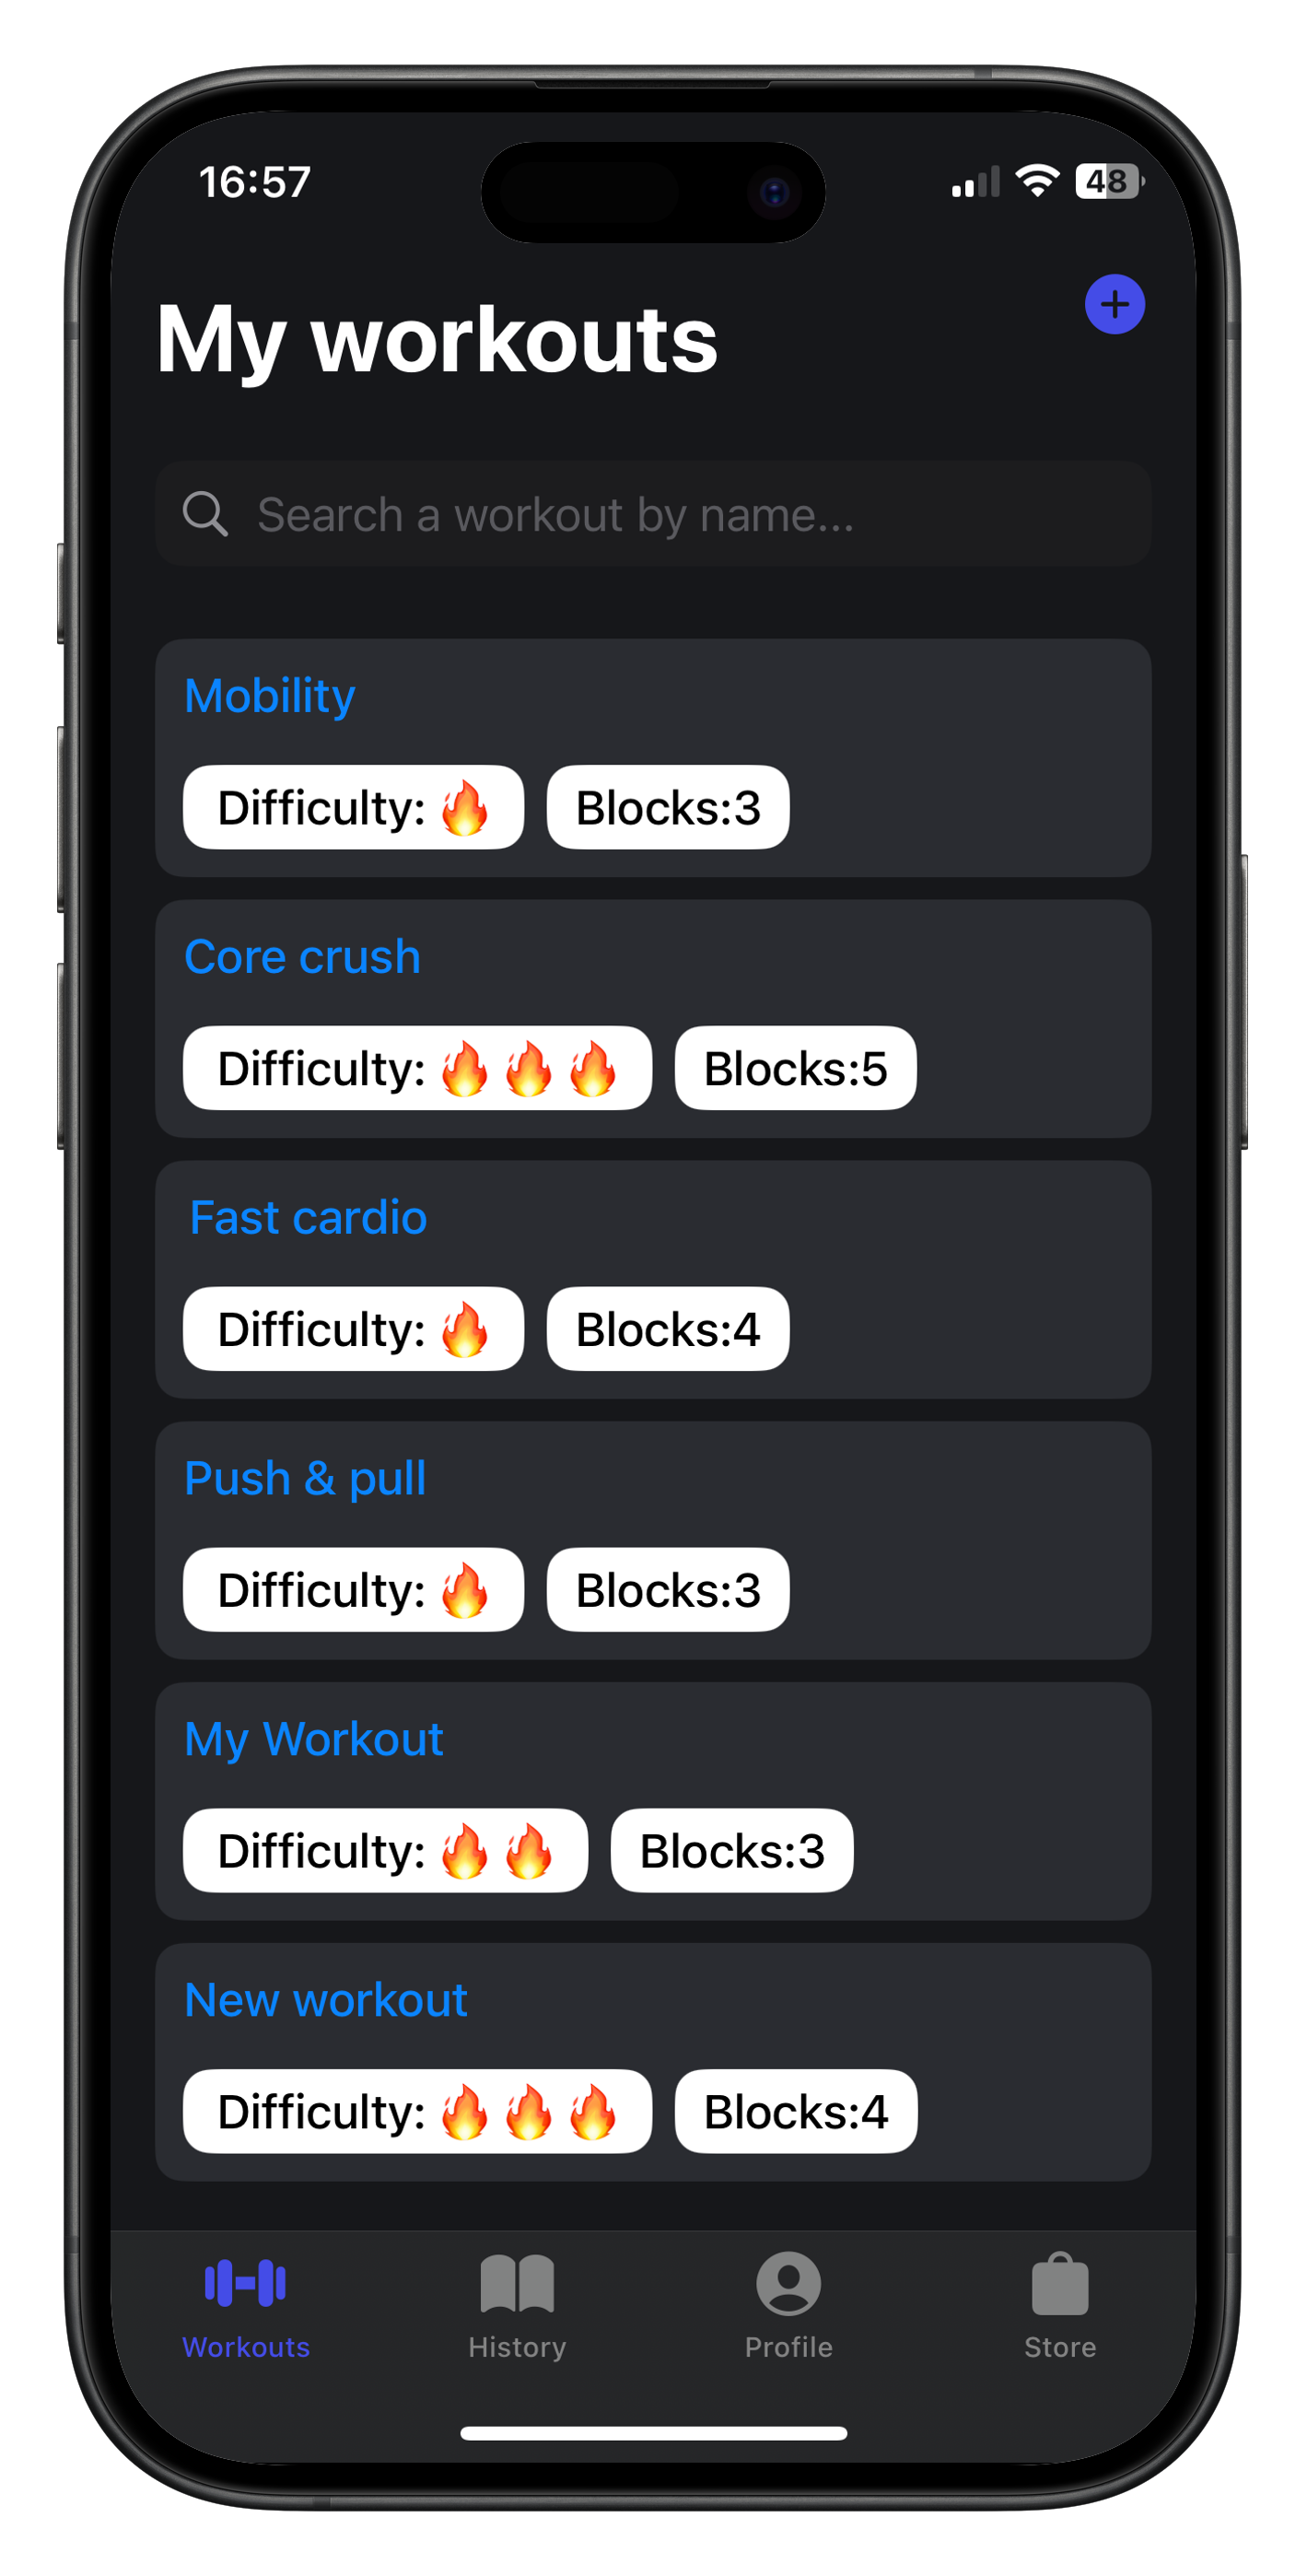 16:57
48
My workouts
Search a workout by name...
Mobility
Difficulty: 🔥 Blocks:3
Core crush
Difficulty: 🔥🔥🔥 Blocks:5
Fast cardio
Difficulty: 🔥 Blocks:4
Push & pull
Difficulty: 🔥 Blocks:3
My Workout
Difficulty: 🔥🔥 Blocks:3
New workout
Difficulty: 🔥🔥🔥 Blocks:4
Workouts History Profile Store